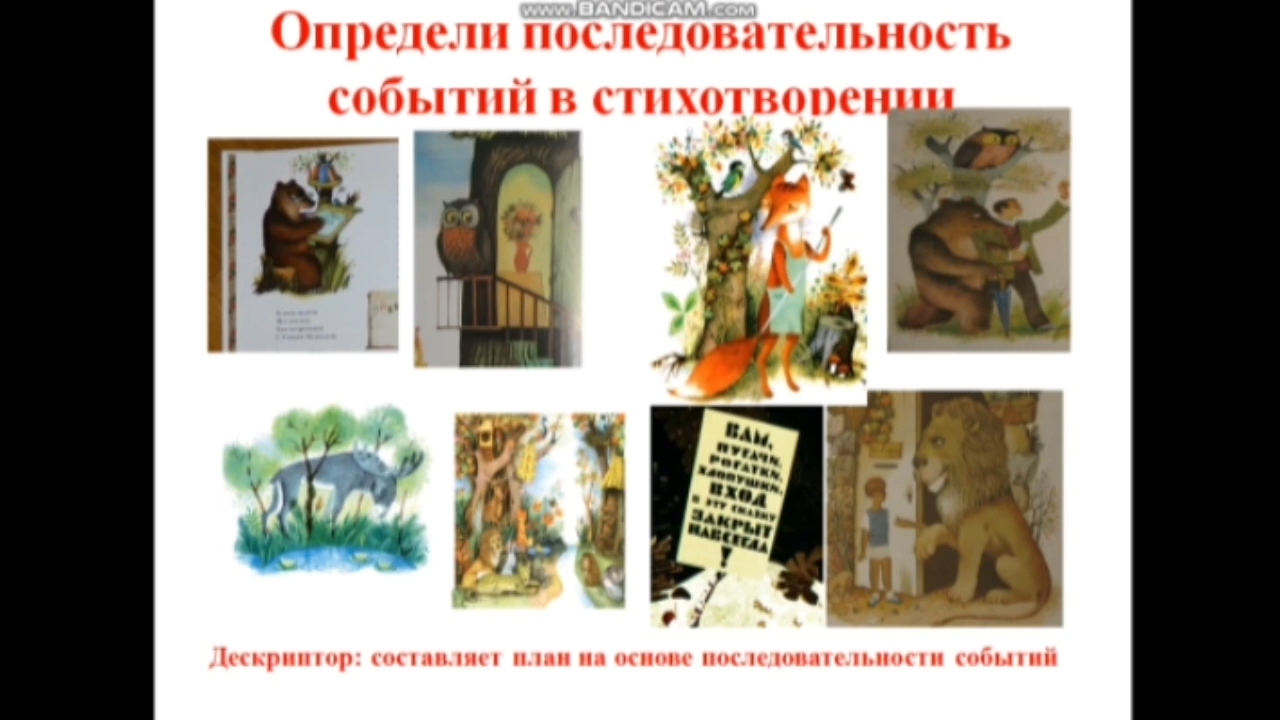 www.BANDICAM.com
Определи последовательность
событий в стихотворении
ВАМ,
ПУГАЧИ,
РОГАТКИ,
ХЛОПУШКИ,
ВХОД
В ЭТУ СКАЗКУ
ЗАКРЫТ
НАВСЕГДА
!
Дескриптор: составляет план на основе последовательности событий